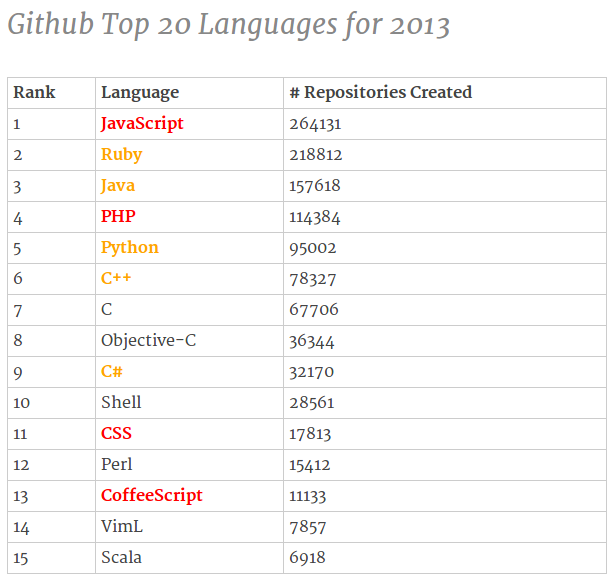 Github Top 20 Languages for 2013
Rank Language # Repositories Created
1 JavaScript 264131
2 Ruby 218812
3 Java 157618
4 PHP 114384
5 Python 95002
6 C++ 78327
7 C 67706
8 Objective-C 36344
9 C# 32170
10 Shell 28561
11 CSS 17813
12 Perl 15412
13 CoffeeScript 11133
14 VimL 7857
15 Scala 6918